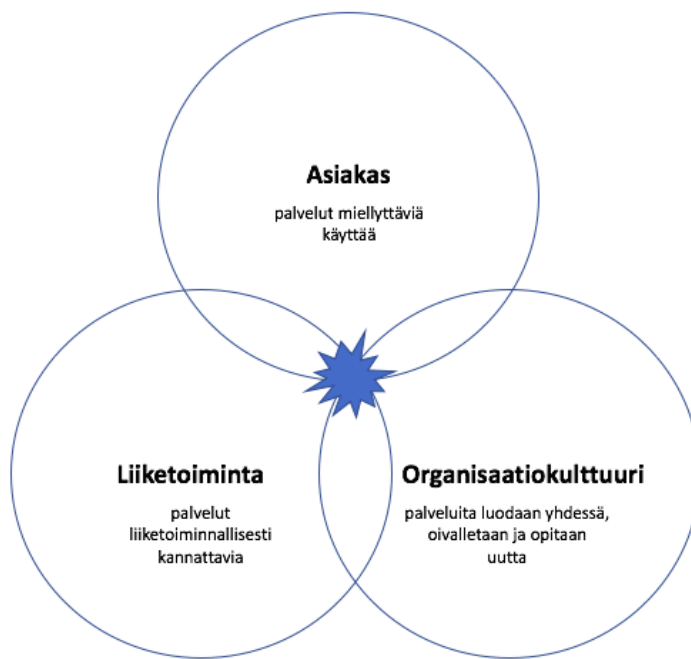 Asiakas
palvelut miellyttäviä
käyttää
Liiketoiminta
palvelut
liiketoiminnallisesti
kannattavia
Organisaatiokulttuuri
palveluita luodaan yhdessä,
oivalletaan ja opitaan
uutta